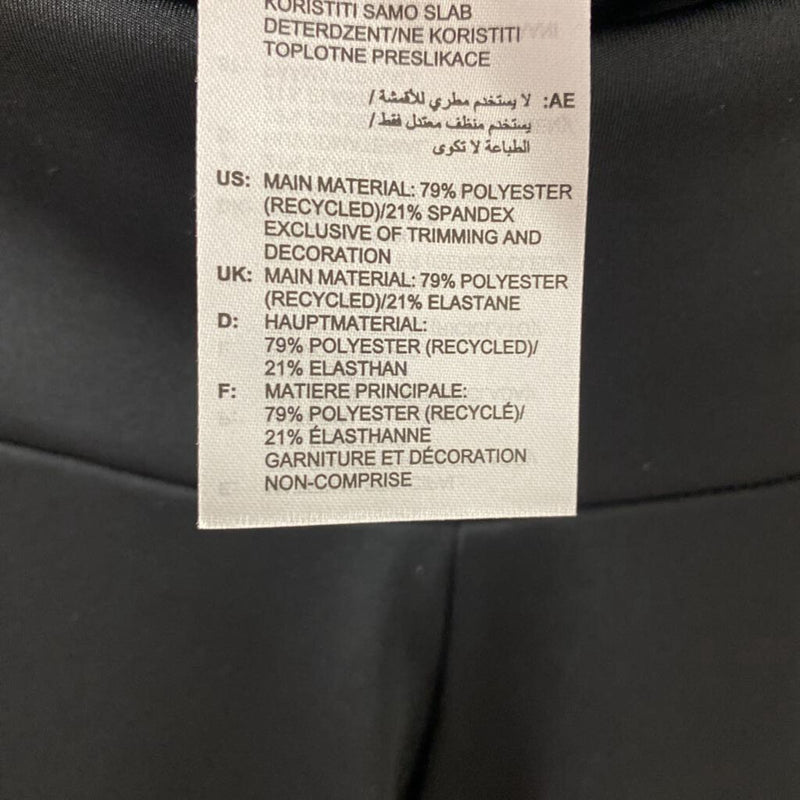 KORISTITI SAMO SLAB
DETERDZENT/NE KORISTITI
TOPLOTNE PRESLIKACE
AE: لا يستخدم مطري للأقمشة /
يستخدم منظف معتدل فقط /
الطباعة لا تكوى
US: MAIN MATERIAL: 79% POLYESTER
(RECYCLED)/21% SPANDEX
EXCLUSIVE OF TRIMMING AND
DECORATION
UK: MAIN MATERIAL: 79% POLYESTER
(RECYCLED)/21% ELASTANE
D: HAUPTMATERIAL:
79% POLYESTER (RECYCLED)/
21% ELASTHAN
F: MATIERE PRINCIPALE:
79% POLYESTER (RECYCLÉ)/
21% ÉLASTHANNE
GARNITURE ET DÉCORATION
NON-COMPRISE